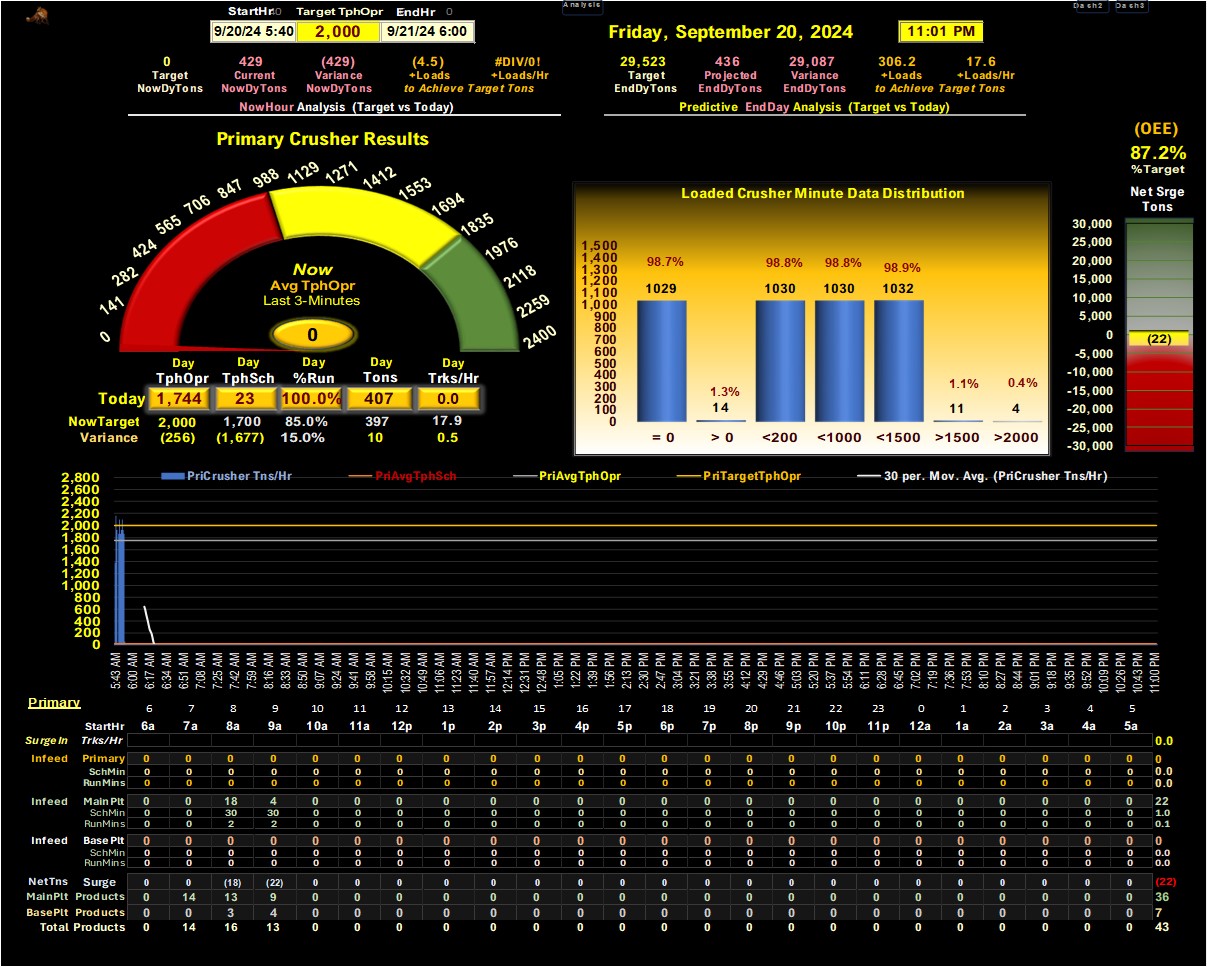 StartHr 0 Target TphOpr EndHr 0
Analysis Dash2 Dash3
9/20/24 5:40 2,000 9/21/24 6:00
Friday, September 20, 2024 11:01 PM
0 429 (429) (4.5) #DIV/0!
Target Current Variance +Loads +Loads/Hr
NowDyTons NowDyTons NowDyTons to Achieve Target Tons
NowHour Analysis (Target vs Today)
29,523 436 29,087 306.2 17.6
Target Projected Variance +Loads +Loads/Hr
EndDyTons EndDyTons EndDyTons to Achieve Target Tons
Predictive EndDay Analysis (Target vs Today)
(OEE)
87.2%
%Target
Net Srge
Tons
30,000
25,000
20,000
15,000
10,000
5,000
0
-5,000
-10,000
-15,000
-20,000
-25,000
-30,000
(22)
Primary Crusher Results
0 141 282 424 565 706 847 988 1129 1271 1412 1553 1694 1835 1976 2118 2259 2400
Now
Avg TphOpr
Last 3-Minutes
0
Day Day Day Day Day
TphOpr TphSch %Run Tons Trks/Hr
Today 1,744 23 100.0% 407 0.0
NowTarget 2,000 1,700 85.0% 397 17.9
Variance (256) (1,677) 15.0% 10 0.5
Loaded Crusher Minute Data Distribution
1,500
1,400
1,300
1,200
1,100
1,000
900
800
700
600
500
400
300
200
100
0
98.7% 1.3% 98.8% 98.8% 98.9% 1.1% 0.4%
1029 14 1030 1030 1032 11 4
= 0 > 0 <200 <1000 <1500 >1500 >2000
PriCrusher Tns/Hr PriAvgTphSch PriAvgTphOpr PriTargetTphOpr 30 per. Mov. Avg. (PriCrusher Tns/Hr)
2,800
2,600
2,400
2,200
2,000
1,800
1,600
1,400
1,200
1,000
800
600
400
200
0
5:43 AM 6:00 AM 6:17 AM 6:34 AM 6:51 AM 7:08 AM 7:25 AM 7:42 AM 7:59 AM 8:16 AM 8:33 AM 8:50 AM 9:07 AM 9:24 AM 9:41 AM 9:58 AM 10:15 AM 10:32 AM 10:49 AM 11:06 AM 11:23 AM 11:40 AM 11:57 AM 12:14 PM 12:31 PM 12:48 PM 1:05 PM 1:22 PM 1:39 PM 1:56 PM 2:13 PM 2:30 PM 2:47 PM 3:04 PM 3:21 PM 3:38 PM 3:55 PM 4:12 PM 4:29 PM 4:46 PM 5:03 PM 5:20 PM 5:37 PM 5:54 PM 6:11 PM 6:28 PM 6:45 PM 7:02 PM 7:19 PM 7:36 PM 7:53 PM 8:10 PM 8:27 PM 8:44 PM 9:01 PM 9:18 PM 9:35 PM 9:52 PM 10:09 PM 10:26 PM 10:43 PM 11:00 PM
Primary 6 7 8 9 10 11 12 13 14 15 16 17 18 19 20 21 22 23 0 1 2 3 4 5
StartHr 6a 7a 8a 9a 10a 11a 12p 1p 2p 3p 4p 5p 6p 7p 8p 9p 10p 11p 12a 1a 2a 3a 4a 5a
SurgeIn Trks/Hr 0.0
Infeed Primary 0 0 0 0 0 0 0 0 0 0 0 0 0 0 0 0 0 0 0 0 0 0 0 0 0
SchMin 0 0 0 0 0 0 0 0 0 0 0 0 0 0 0 0 0 0 0 0 0 0 0 0 0.0
RunMins 0 0 0 0 0 0 0 0 0 0 0 0 0 0 0 0 0 0 0 0 0 0 0 0 0.0
Infeed MainPlt 0 0 18 4 0 0 0 0 0 0 0 0 0 0 0 0 0 0 0 0 0 0 0 0 22
SchMin 0 0 30 30 0 0 0 0 0 0 0 0 0 0 0 0 0 0 0 0 0 0 0 0 1.0
RunMins 0 0 2 2 0 0 0 0 0 0 0 0 0 0 0 0 0 0 0 0 0 0 0 0 0.1
Infeed BasePlt 0 0 0 0 0 0 0 0 0 0 0 0 0 0 0 0 0 0 0 0 0 0 0 0 0
SchMin 0 0 0 0 0 0 0 0 0 0 0 0 0 0 0 0 0 0 0 0 0 0 0 0 0.0
RunMins 0 0 0 0 0 0 0 0 0 0 0 0 0 0 0 0 0 0 0 0 0 0 0 0 0.0
NetTns Surge 0 0 (18) (22) 0 0 0 0 0 0 0 0 0 0 0 0 0 0 0 0 0 0 0 0 (22)
MainPlt Products 0 14 13 9 0 0 0 0 0 0 0 0 0 0 0 0 0 0 0 0 0 0 0 0 36
BasePlt Products 0 0 3 4 0 0 0 0 0 0 0 0 0 0 0 0 0 0 0 0 0 0 0 0 7
Total Products 0 14 16 13 0 0 0 0 0 0 0 0 0 0 0 0 0 0 0 0 0 0 0 0 43